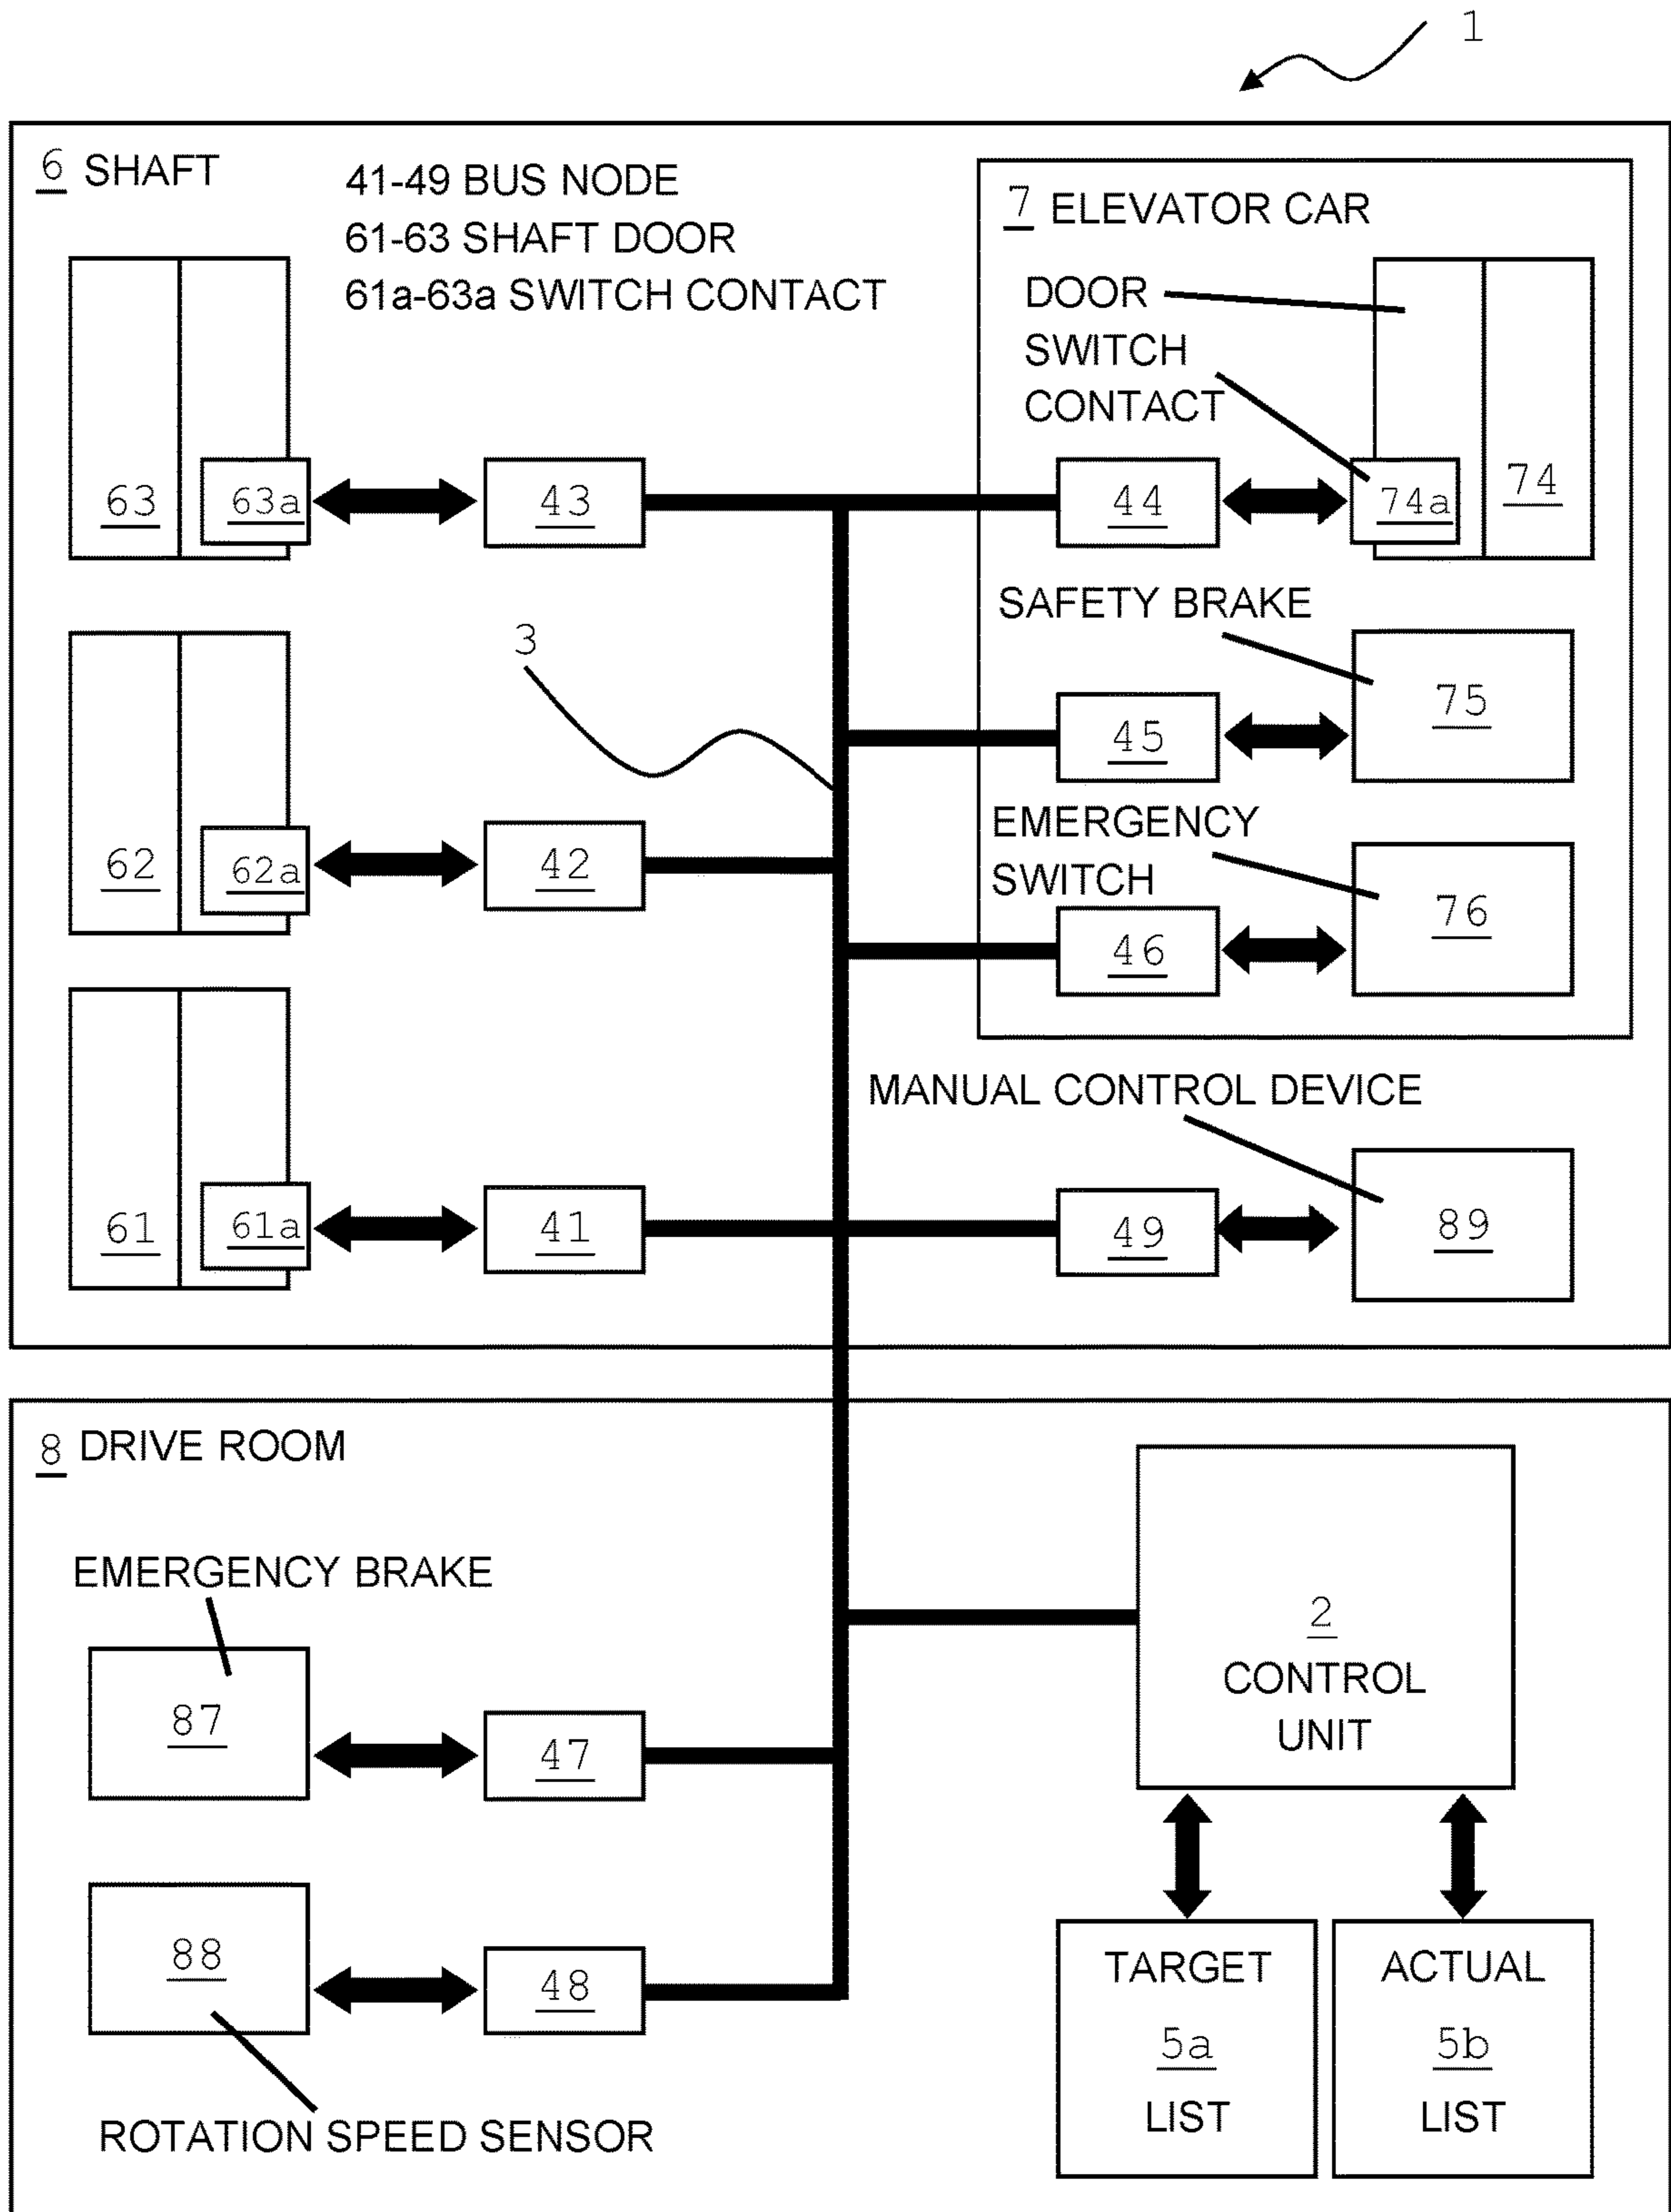 1
6 SHAFT
41-49 BUS NODE
61-63 SHAFT DOOR
61a-63a SWITCH CONTACT
7 ELEVATOR CAR
DOOR
SWITCH
CONTACT
63
63a
43
44
74a
74
SAFETY BRAKE
3
45
75
EMERGENCY
SWITCH
62
62a
42
46
76
MANUAL CONTROL DEVICE
61
61a
41
49
89
8 DRIVE ROOM
EMERGENCY BRAKE
2
CONTROL
UNIT
87
47
88
48
TARGET
5a
LIST
ACTUAL
5b
LIST
ROTATION SPEED SENSOR